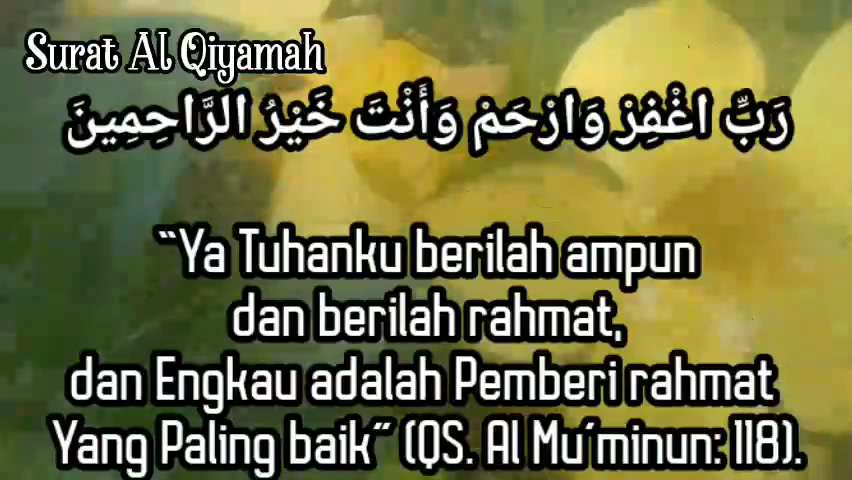 Surat Al Qiyamah
رَبِّ اغْفِرْ وَارْحَمْ وَأَنْتَ خَيْرُ الرَّاحِمِينَ
“Ya Tuhanku berilah ampun
dan berilah rahmat,
dan Engkau adalah Pemberi rahmat
Yang Paling baik” (QS. Al Mu’minun: 118).